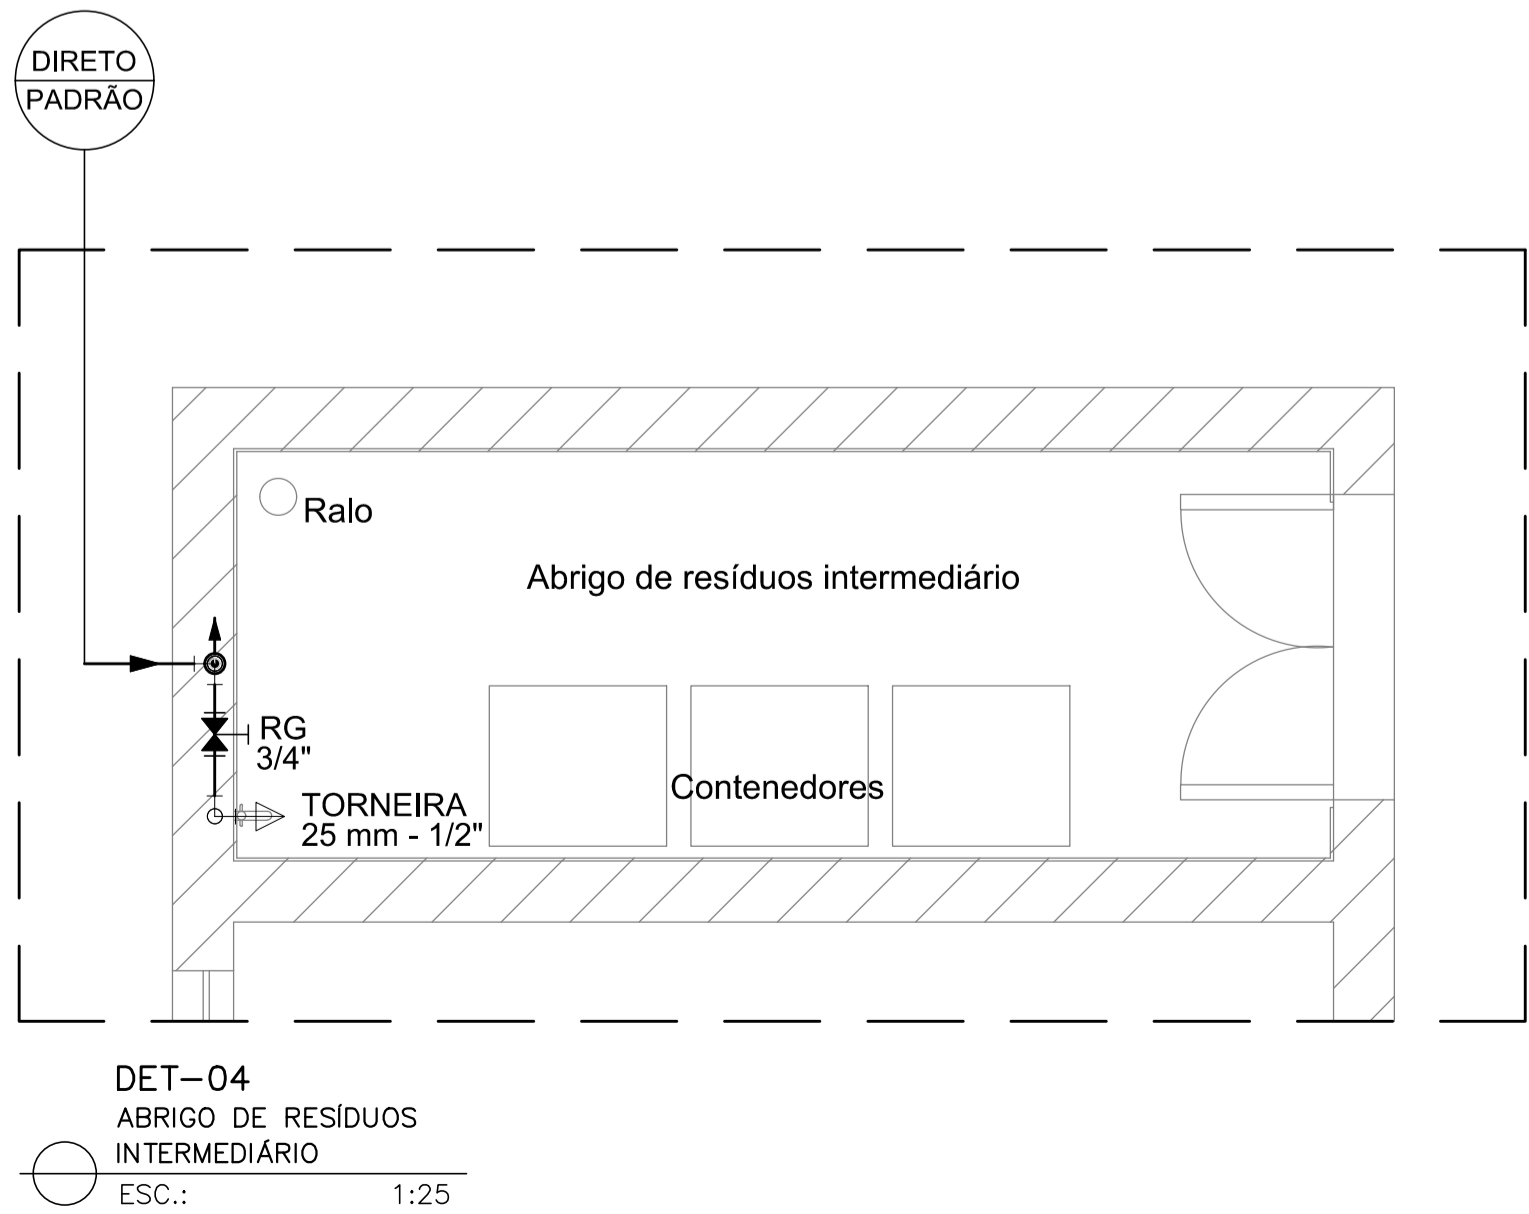 DIRETO
PADRÃO
Ralo
Abrigo de resíduos intermediário
RG
3/4"
Contenedores
TORNEIRA
25 mm - 1/2"
DET-04
ABRIGO DE RESÍDUOS
INTERMEDIÁRIO
ESC.: 1:25